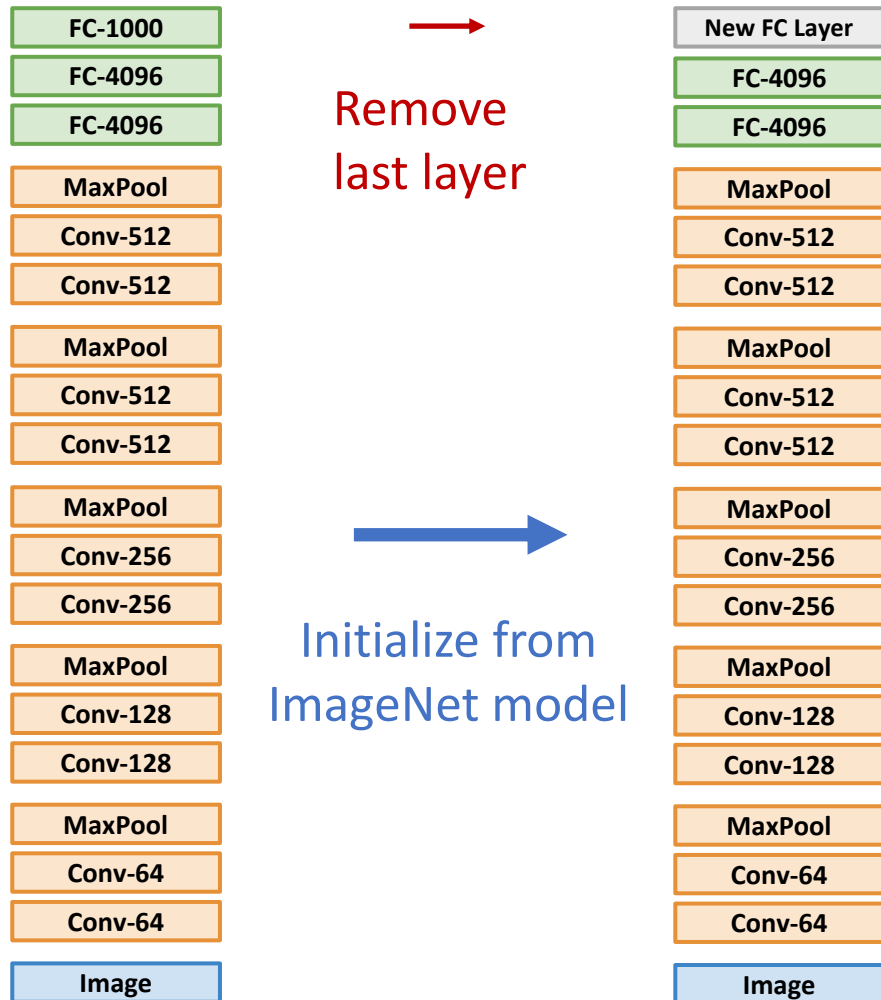 FC-1000
FC-4096
FC-4096
MaxPool
Conv-512
Conv-512
MaxPool
Conv-512
Conv-512
MaxPool
Conv-256
Conv-256
MaxPool
Conv-128
Conv-128
MaxPool
Conv-64
Conv-64
Image
Remove
last layer
Initialize from
ImageNet model
New FC Layer
FC-4096
FC-4096
MaxPool
Conv-512
Conv-512
MaxPool
Conv-512
Conv-512
MaxPool
Conv-256
Conv-256
MaxPool
Conv-128
Conv-128
MaxPool
Conv-64
Conv-64
Image